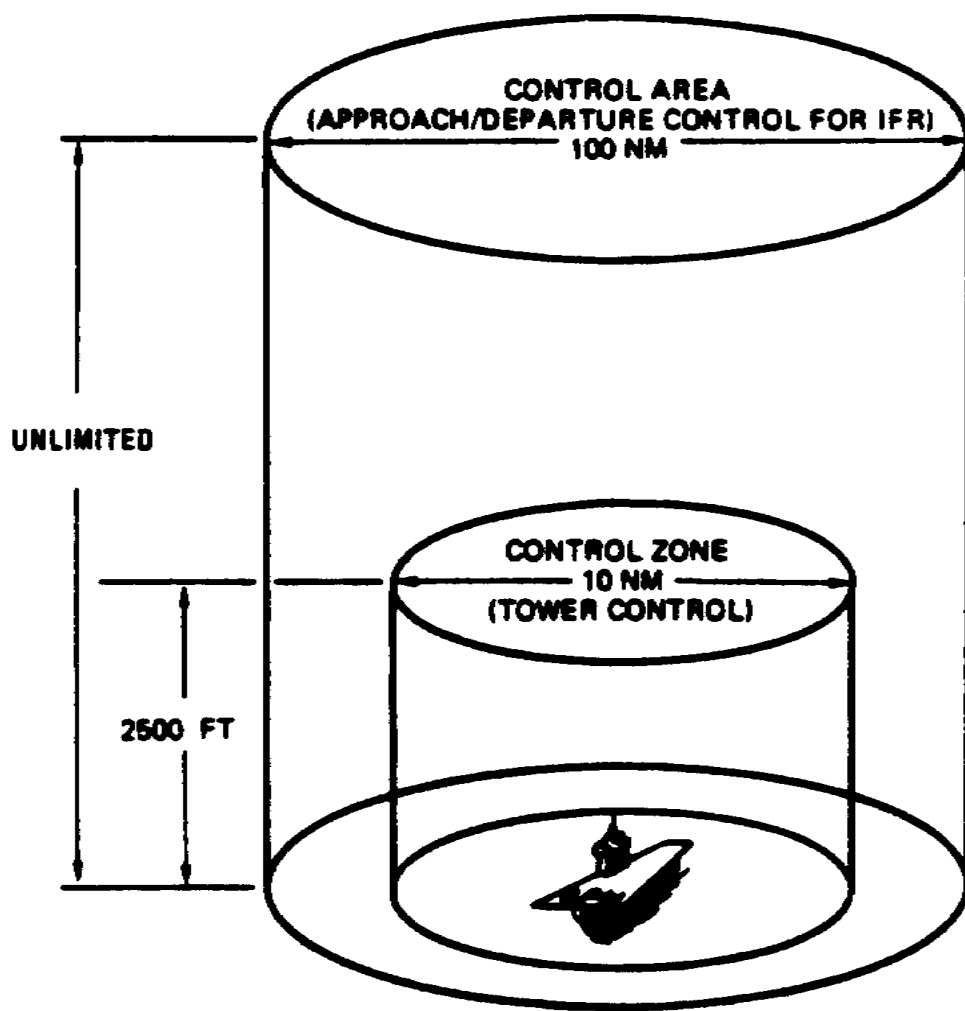 CONTROL AREA
(APPROACH/DEPARTURE CONTROL FOR IFR)
100 NM
UNLIMITED
CONTROL ZONE
10 NM
(TOWER CONTROL)
2500 FT